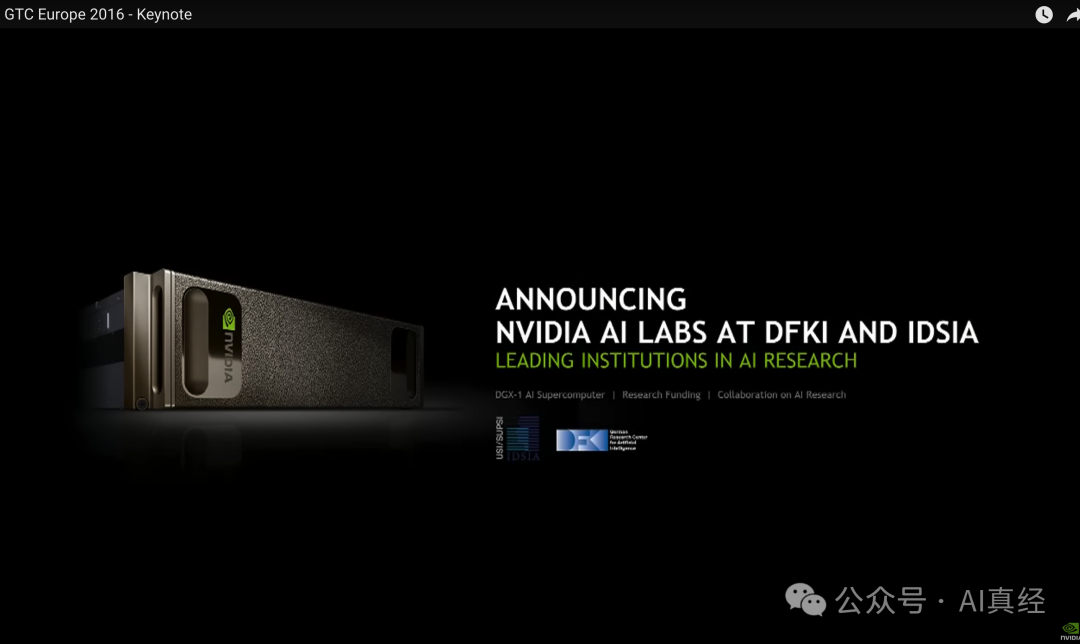 GTC Europe 2016 - Keynote
nVIDIA
ANNOUNCING
NVIDIA AI LABS AT DFKI AND IDSIA
LEADING INSTITUTIONS IN AI RESEARCH
DGX-1 AI Supercomputer | Research Funding | Collaboration on AI Research
USI/SUPSI
IDSIA
German
Research Center
for Artificial
Intelligence
公众号 · AI真经
nVIDIA